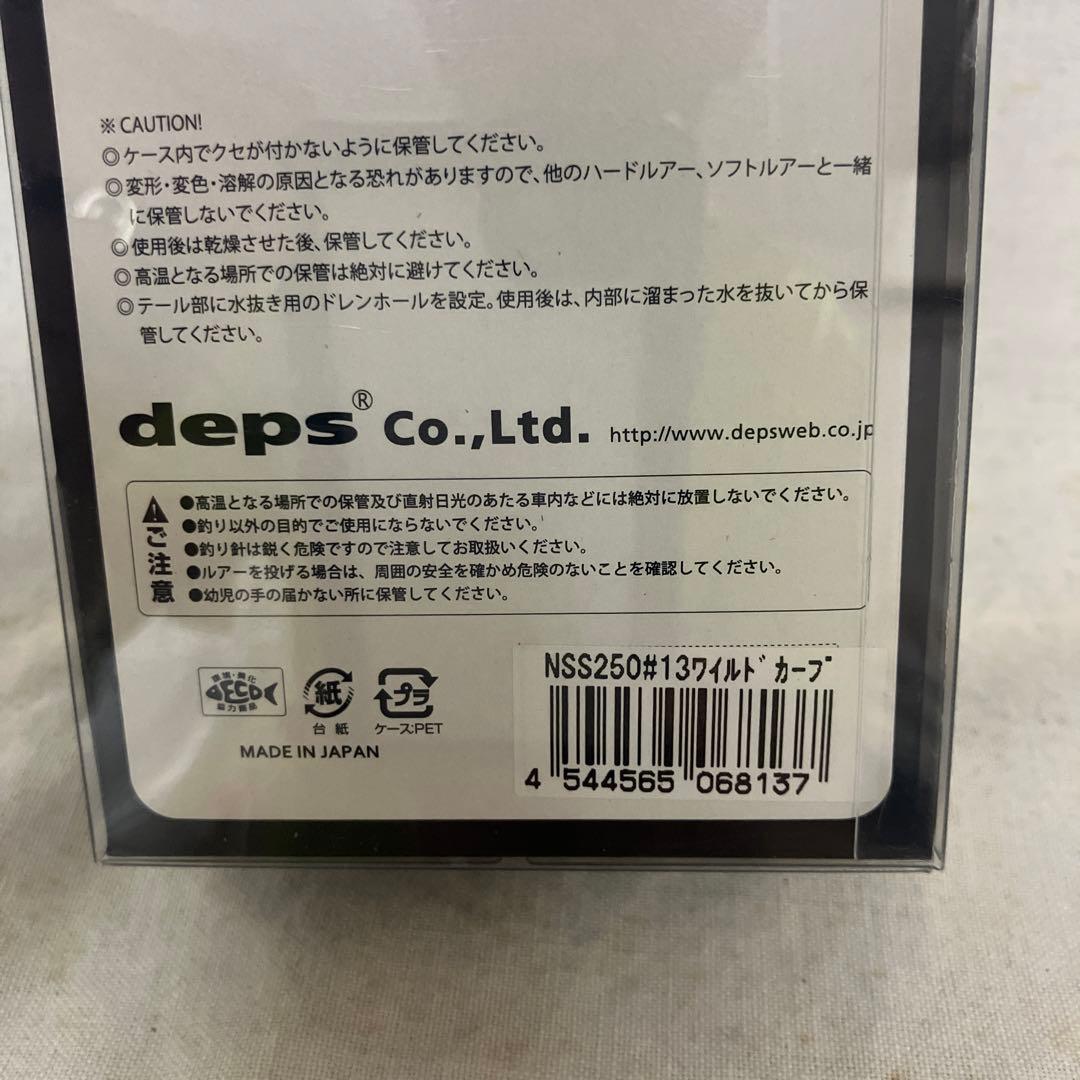 ※ CAUTION!
◎ケース内でクセが付かないように保管してください。
◎変形・変色・溶解の原因となる恐れがありますので、他のハードルアー、ソフトルアーと一緒
に保管しないでください。
◎使用後は乾燥させた後、保管してください。
◎高温となる場所での保管は絶対に避けてください。
◎テール部に水抜き用のドレンホールを設定。使用後は、内部に溜まった水を抜いてから保
管してください。
deps® Co.,Ltd. http://www.depsweb.co.jp
ご注意
●高温となる場所での保管及び直射日光のあたる車内などには絶対に放置しないでください。
●釣り以外の目的でご使用にならないでください。
●釣り針は鋭く危険ですので注意してお取扱いください。
●ルアーを投げる場合は、周囲の安全を確かめ危険のないことを確認してください。
●幼児の手の届かない所に保管してください。
環境・美化
ECO
協力商品
紙
台紙
プラ
ケース:PET
MADE IN JAPAN
NSS250#13ワイルドカープ
4 544565 068137